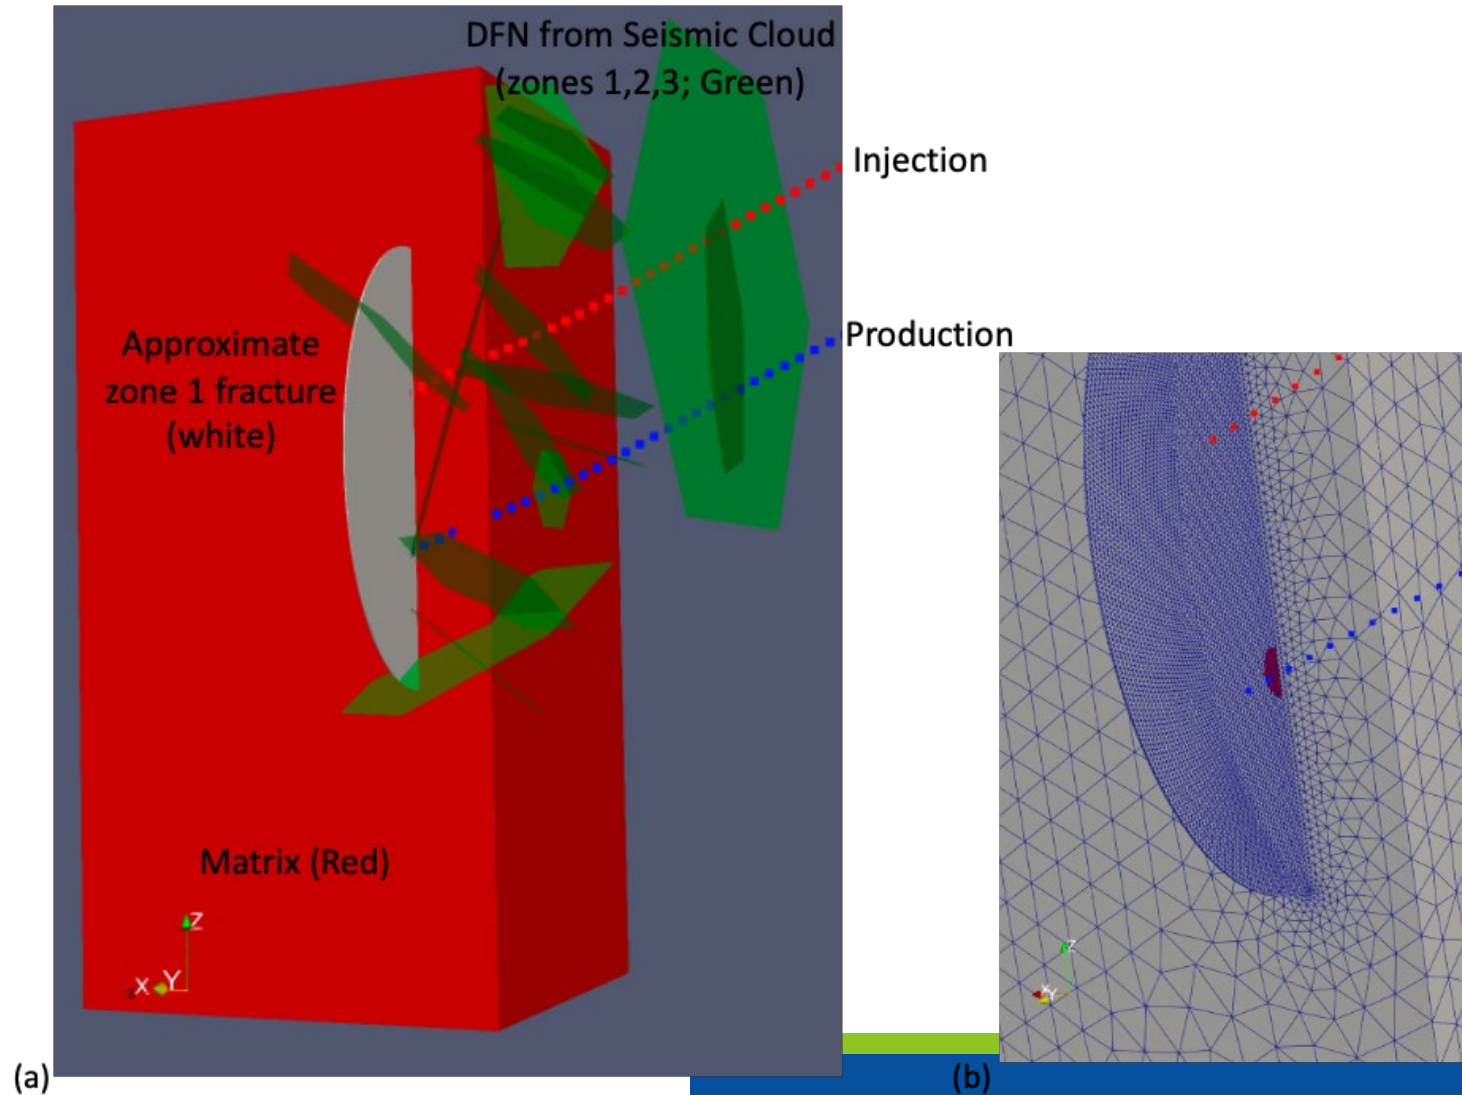 DFN from Seismic Cloud
(zones 1,2,3; Green)
Injection
Production
Approximate
zone 1 fracture
(white)
Matrix (Red)
Z
X Y
Z
X
Y
(a)
(b)